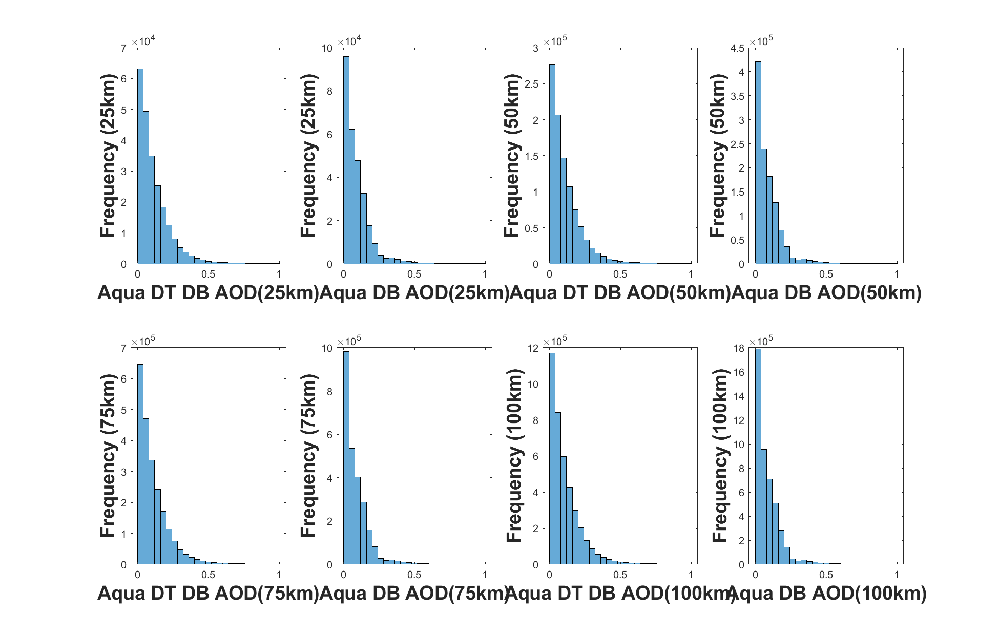 ×10⁴
7
6
5
4
3
2
1
0
Frequency (25km)
0 0.5 1
Aqua DT DB AOD(25km)
×10⁴
10
8
6
4
2
0
Frequency (25km)
0 0.5 1
Aqua DB AOD(25km)
×10⁵
3
2.5
2
1.5
1
0.5
0
Frequency (50km)
0 0.5 1
Aqua DT DB AOD(50km)
×10⁵
4.5
4
3.5
3
2.5
2
1.5
1
0.5
0
Frequency (50km)
0 0.5 1
Aqua DB AOD(50km)
×10⁵
7
6
5
4
3
2
1
0
Frequency (75km)
0 0.5 1
Aqua DT DB AOD(75km)
×10⁵
10
8
6
4
2
0
Frequency (75km)
0 0.5 1
Aqua DB AOD(75km)
×10⁵
12
10
8
6
4
2
0
Frequency (100km)
0 0.5 1
Aqua DT DB AOD(100km)
×10⁵
18
16
14
12
10
8
6
4
2
0
Frequency (100km)
0 0.5 1
Aqua DB AOD(100km)